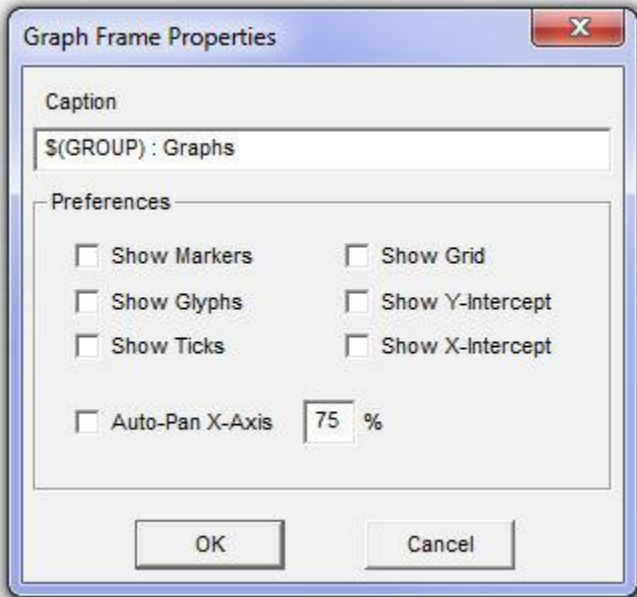 Graph Frame Properties
Caption
$(GROUP) : Graphs
Preferences
Show Markers Show Grid
Show Glyphs Show Y-Intercept
Show Ticks Show X-Intercept
Auto-Pan X-Axis 75 %
OK Cancel